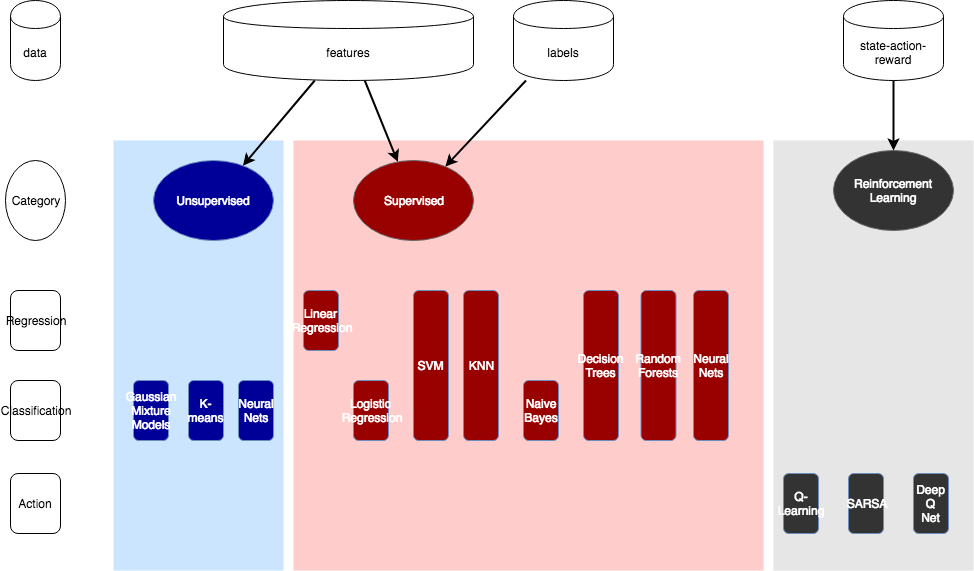 data
features
labels
state-action-
reward
Category
Unsupervised
Supervised
Reinforcement
Learning
Regression
Linear
Regression
SVM
KNN
Decision
Trees
Random
Forests
Neural
Nets
Classification
Gaussian
Mixture
Models
K-
means
Neural
Nets
Logistic
Regression
Naive
Bayes
Action
Q-
Learning
SARSA
Deep
Q
Net